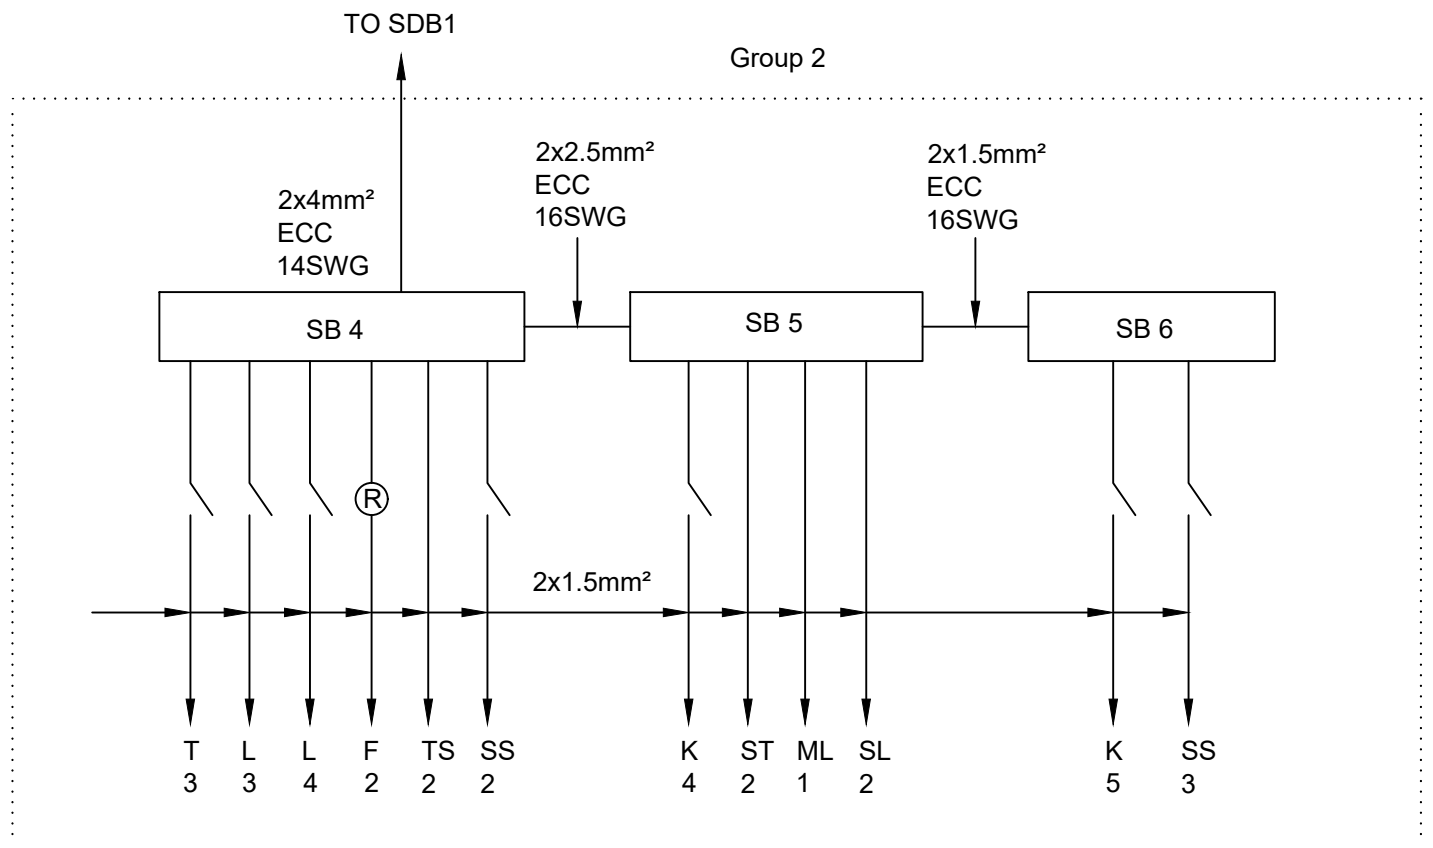 TO SDB1
Group 2
2x4mm²
ECC
14SWG
2x2.5mm²
ECC
16SWG
2x1.5mm²
ECC
16SWG
SB 4
SB 5
SB 6
R
2x1.5mm²
T L L F TS SS K ST ML SL K SS
3 3 4 2 2 2 4 2 1 2 5 3